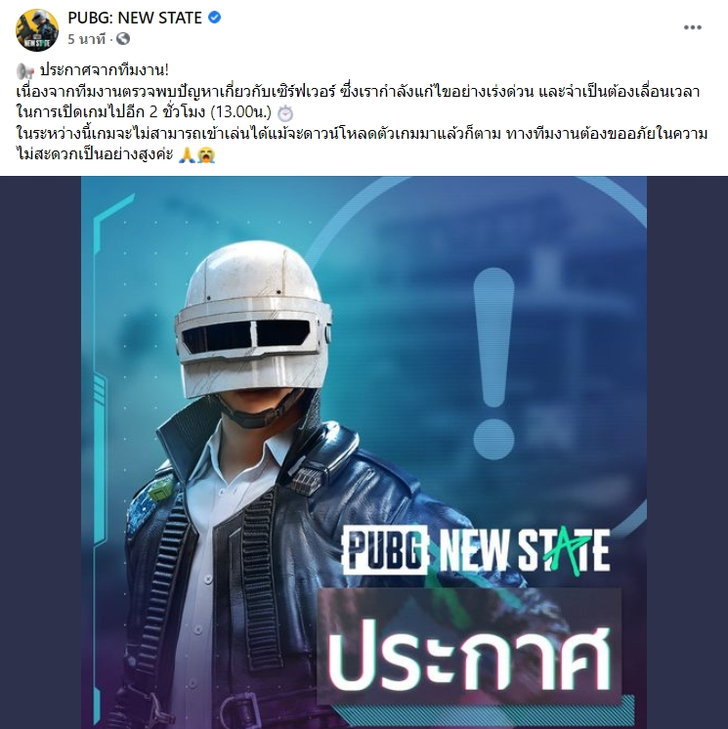 PUBG: NEW STATE
5 นาที ·
ประกาศจากทีมงาน!
เนื่องจากทีมงานตรวจพบปัญหาเกี่ยวกับเซิร์ฟเวอร์ ซึ่งเรากำลังแก้ไขอย่างเร่งด่วน และจำเป็นต้องเลื่อนเวลา
ในการเปิดเกมไปอีก 2 ชั่วโมง (13.00น.) ⏱️
ในระหว่างนี้เกมจะไม่สามารถเข้าเล่นได้แม้จะดาวน์โหลดตัวเกมมาแล้วก็ตาม ทางทีมงานต้องขออภัยในความ
ไม่สะดวกเป็นอย่างสูงค่ะ 🙏😭
PUBG NEW STATE
ประกาศ